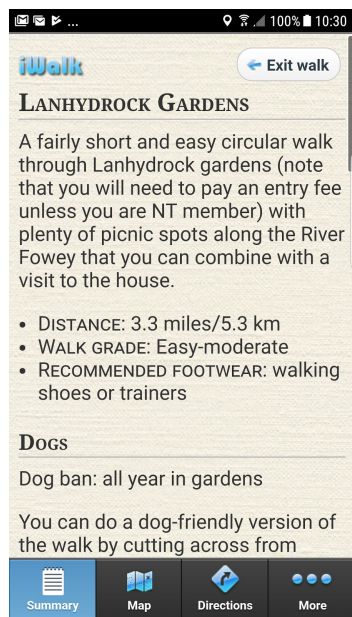 ... 100% 10:30
iWalk
Exit walk
LANHYDROCK GARDENS
A fairly short and easy circular walk
through Lanhydrock gardens (note
that you will need to pay an entry fee
unless you are NT member) with
plenty of picnic spots along the River
Fowey that you can combine with a
visit to the house.
• DISTANCE: 3.3 miles/5.3 km
• WALK GRADE: Easy-moderate
• RECOMMENDED FOOTWEAR: walking
shoes or trainers
DOGS
Dog ban: all year in gardens
You can do a dog-friendly version of
the walk by cutting across from
Summary Map Directions More